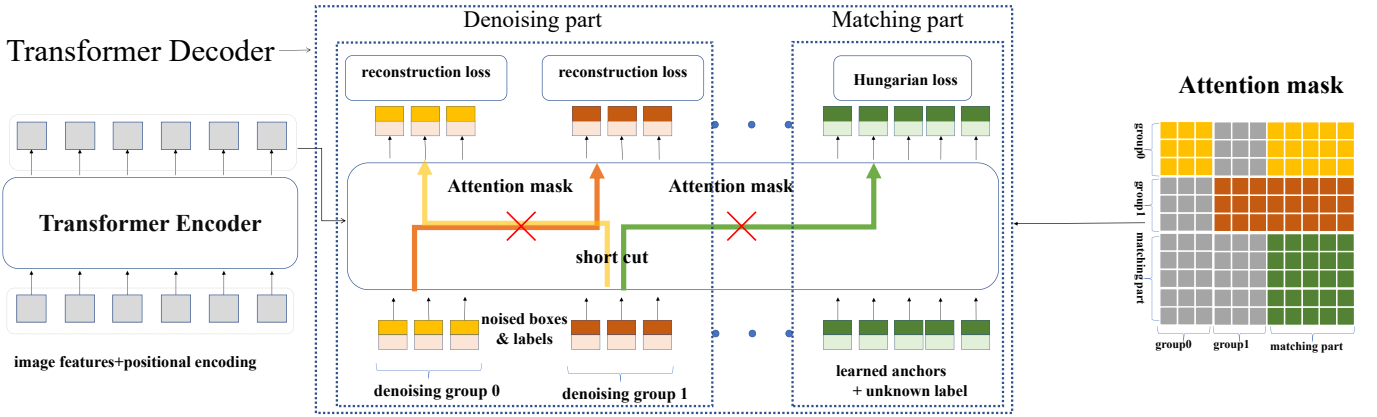 Denoising part
Matching part
Transformer Decoder
reconstruction loss
reconstruction loss
Hungarian loss
Attention mask
Attention mask
Attention mask
Transformer Encoder
short cut
noised boxes
& labels
image features+positional encoding
denoising group 0
denoising group 1
learned anchors
+ unknown label
group0
group1
matching part
group0
group1
matching part